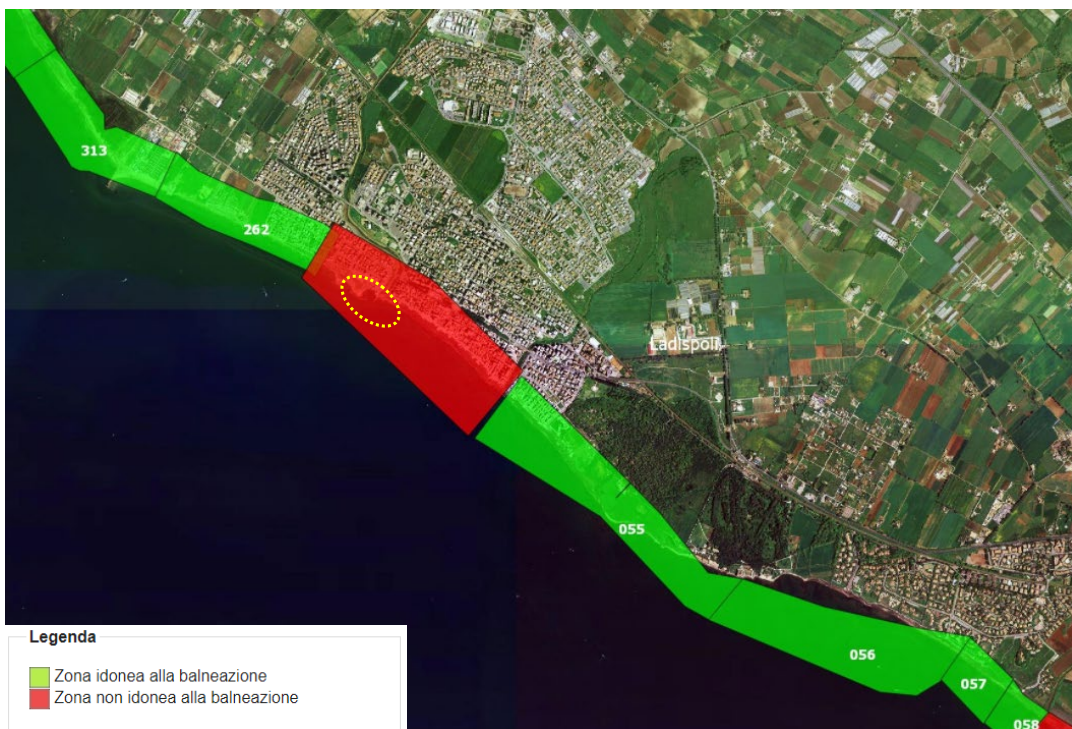 313
262
Ladispoli
055
056
057
058
Legenda
Zona idonea alla balneazione
Zona non idonea alla balneazione